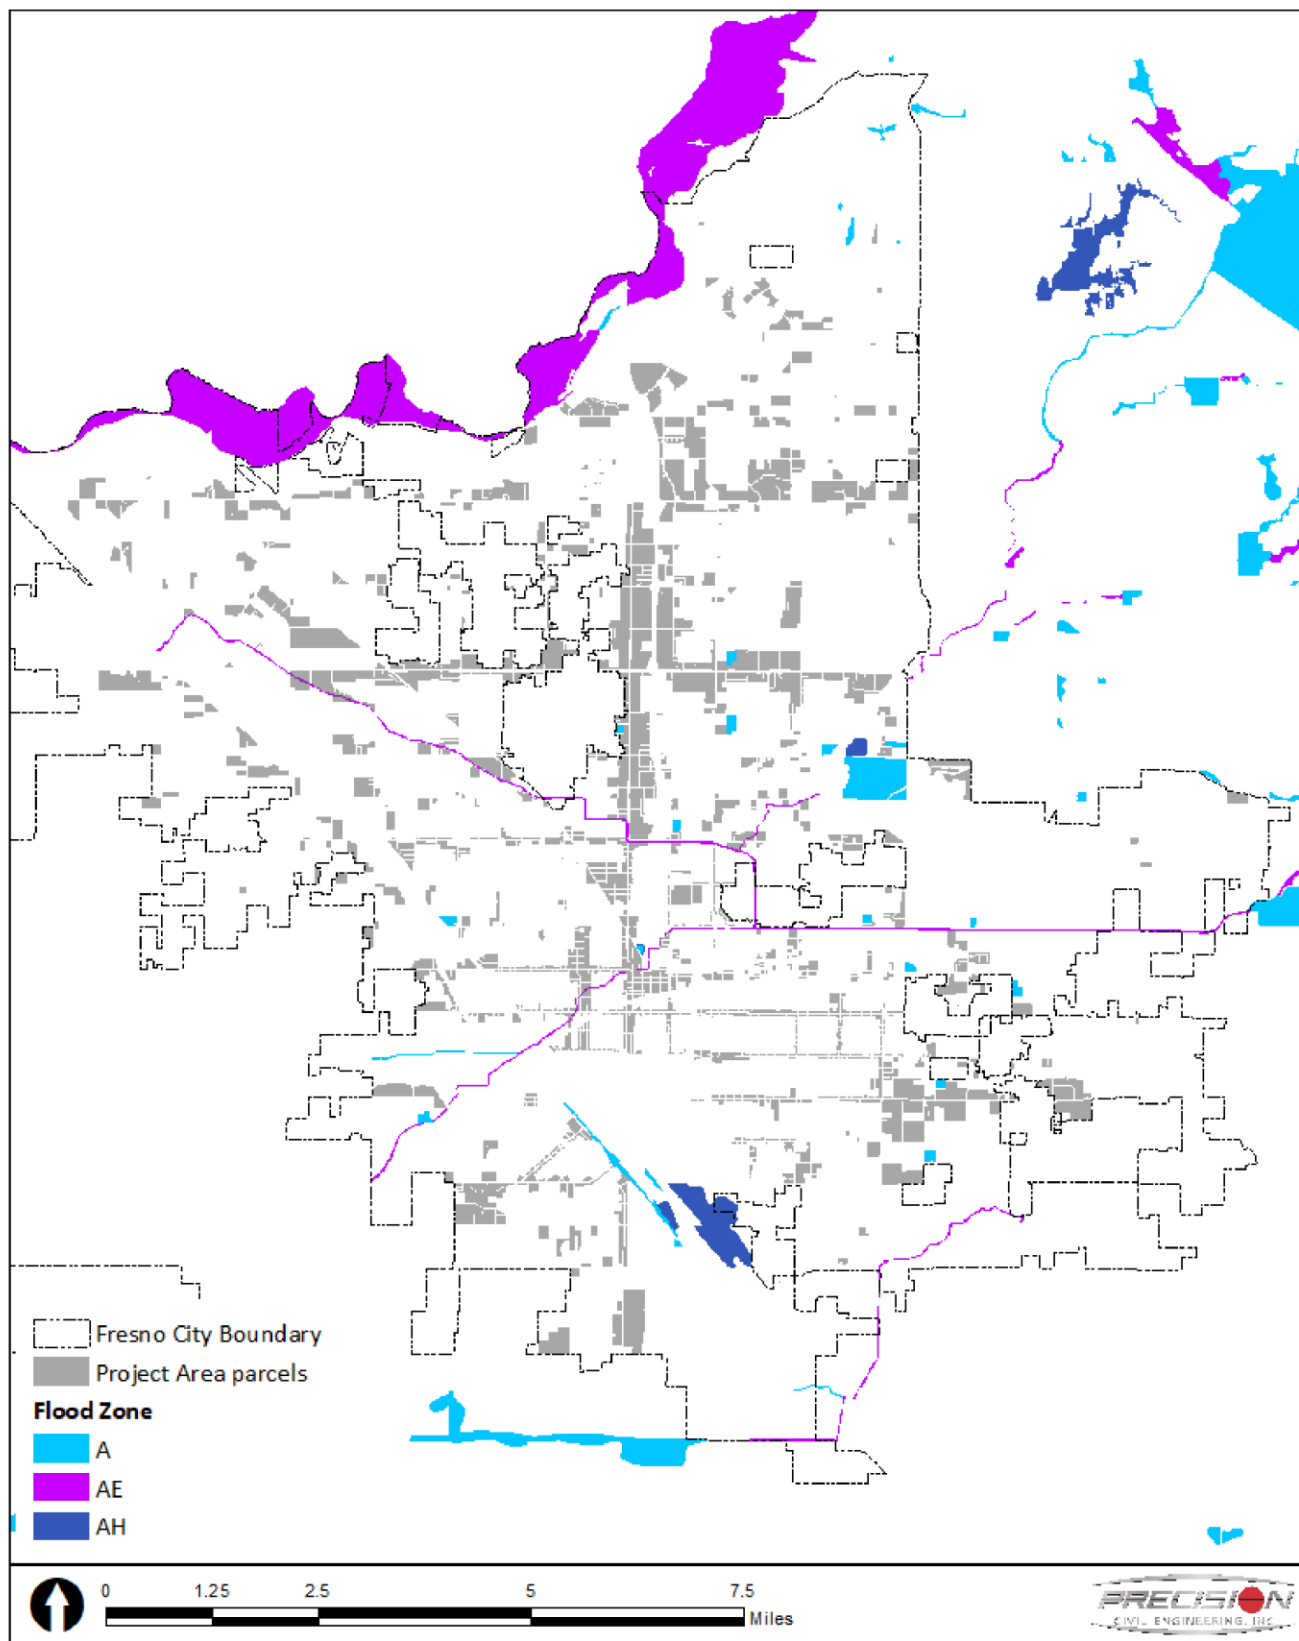 Fresno City Boundary
Project Area parcels
Flood Zone
A
AE
AH
0 1.25 2.5 5 7.5
Miles
PRECISION
CIVIL ENGINEERING, INC.